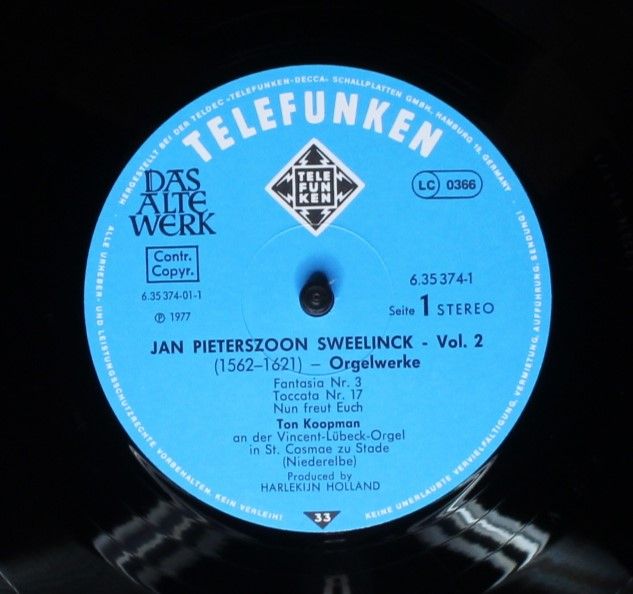 HERGESTELLT BEI DER TELDEC »TELEFUNKEN-DECCA« SCHALLPLATTEN GMBH, HAMBURG 19, GERMANY
TELEFUNKEN
TELE
FUN
KEN
DAS
ALTE
WERK
LC 0366
Contr.
Copyr.
6.35374-01-1
℗ 1977
6.35374-1
Seite 1 STEREO
JAN PIETERSZOON SWEELINCK - Vol. 2
(1562–1621) – Orgelwerke
Fantasia Nr. 3
Toccata Nr. 17
Nun freut Euch
Ton Koopman
an der Vincent-Lübeck-Orgel
in St. Cosmae zu Stade
(Niederelbe)
Produced by
HARLEKIJN HOLLAND
33
ALLE URHEBER- UND LEISTUNGSSCHUTZRECHTE VORBEHALTEN. KEIN VERLEIH!
KEINE UNERLAUBTE VERVIELFÄLTIGUNG, VERMIETUNG, AUFFÜHRUNG, SENDUNG!